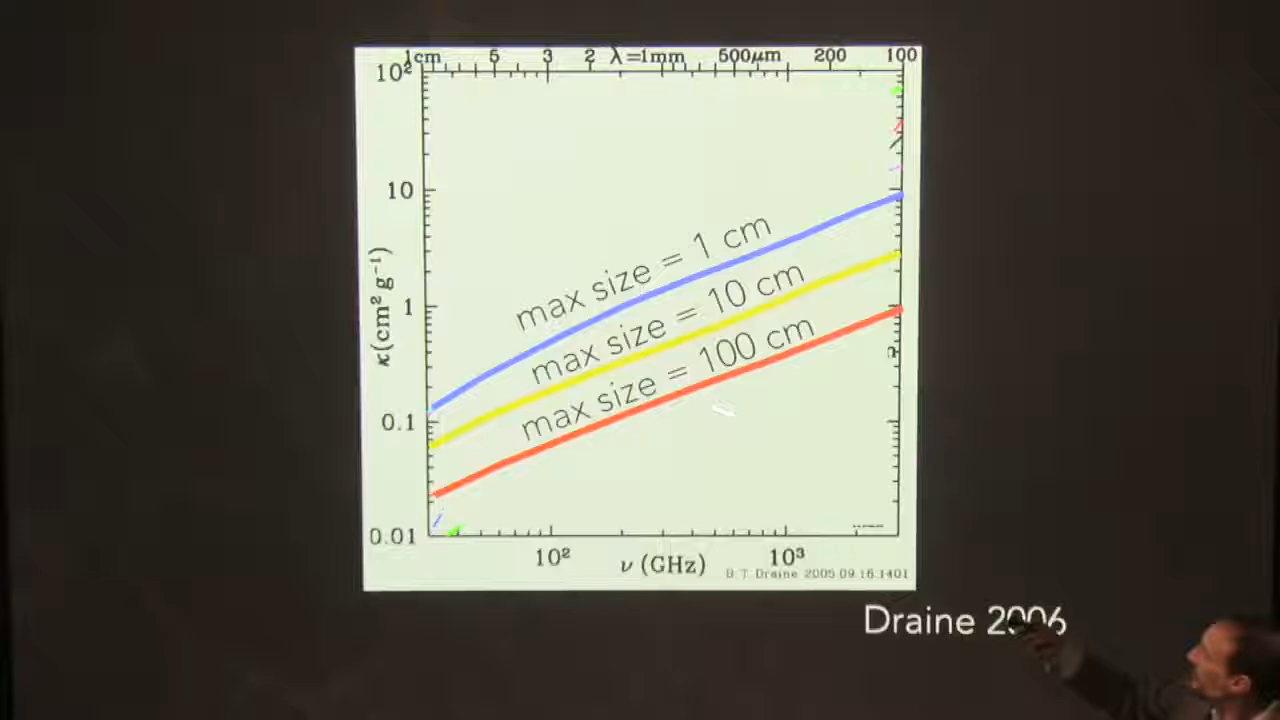 1cm 5 3 2 λ=1mm 500μm 200 100
10²
10
1
0.1
0.01
κ(cm² g⁻¹)
max size = 1 cm
max size = 10 cm
max size = 100 cm
10² ν (GHz) 10³
B. T. Draine 2005.09.16.1401
Draine 2006